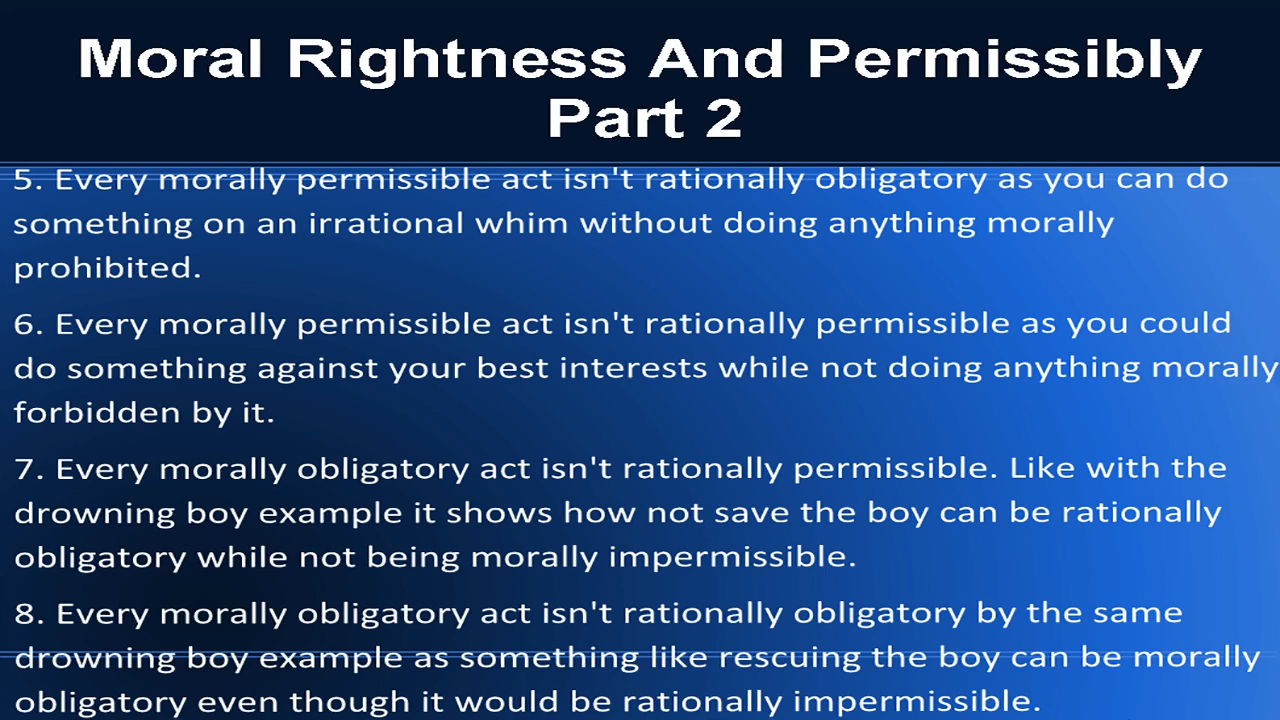 Moral Rightness And Permissibly
Part 2
5. Every morally permissible act isn't rationally obligatory as you can do
something on an irrational whim without doing anything morally
prohibited.
6. Every morally permissible act isn't rationally permissible as you could
do something against your best interests while not doing anything morally
forbidden by it.
7. Every morally obligatory act isn't rationally permissible. Like with the
drowning boy example it shows how not save the boy can be rationally
obligatory while not being morally impermissible.
8. Every morally obligatory act isn't rationally obligatory by the same
drowning boy example as something like rescuing the boy can be morally
obligatory even though it would be rationally impermissible.